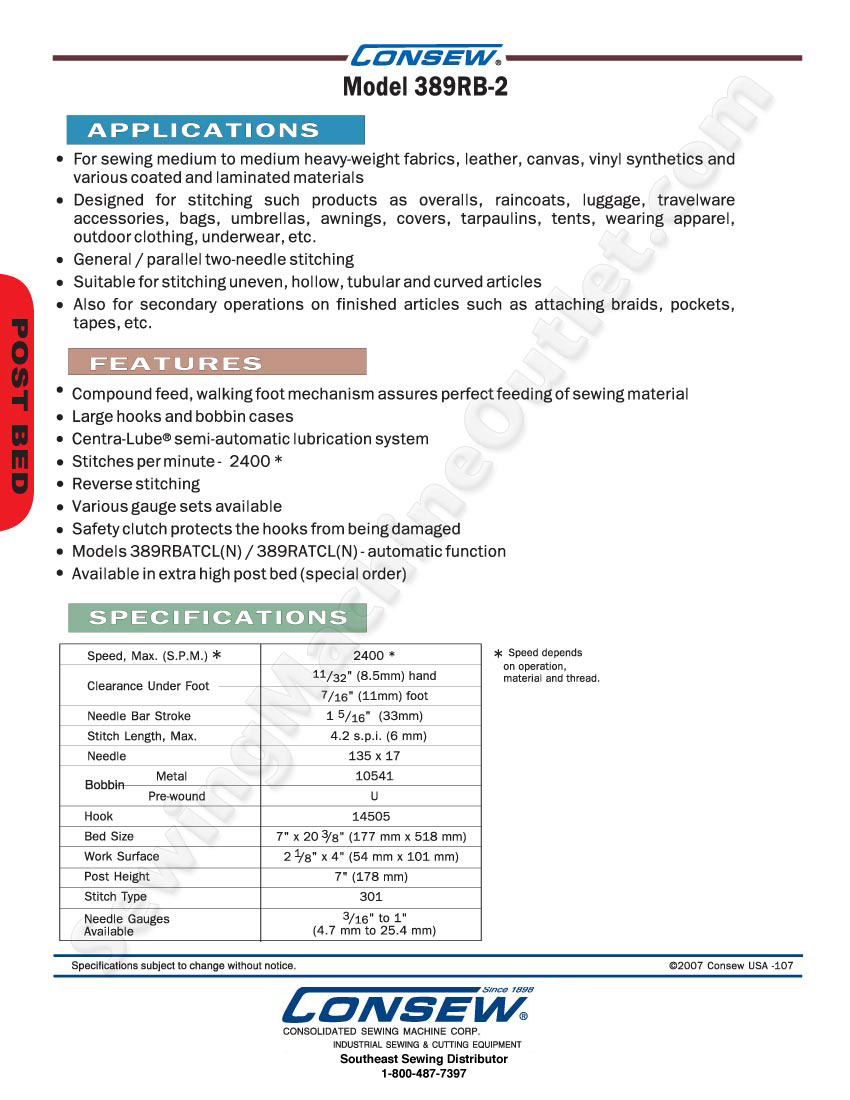 CONSEW®
Model 389RB-2
APPLICATIONS
• For sewing medium to medium heavy-weight fabrics, leather, canvas, vinyl synthetics and
various coated and laminated materials
• Designed for stitching such products as overalls, raincoats, luggage, travelware
accessories, bags, umbrellas, awnings, covers, tarpaulins, tents, wearing apparel,
outdoor clothing, underwear, etc.
• General / parallel two-needle stitching
• Suitable for stitching uneven, hollow, tubular and curved articles
• Also for secondary operations on finished articles such as attaching braids, pockets,
tapes, etc.
POST BED
FEATURES
• Compound feed, walking foot mechanism assures perfect feeding of sewing material
• Large hooks and bobbin cases
• Centra-Lube® semi-automatic lubrication system
• Stitches per minute - 2400 *
• Reverse stitching
• Various gauge sets available
• Safety clutch protects the hooks from being damaged
• Models 389RBATCL(N) / 389RATCL(N) - automatic function
• Available in extra high post bed (special order)
SPECIFICATIONS
Speed, Max. (S.P.M.) * 2400 *
Clearance Under Foot 11/32" (8.5mm) hand
7/16" (11mm) foot
Needle Bar Stroke 1 5/16" (33mm)
Stitch Length, Max. 4.2 s.p.i. (6 mm)
Needle 135 x 17
Bobbin Metal 10541
Pre-wound U
Hook 14505
Bed Size 7" x 20 3/8" (177 mm x 518 mm)
Work Surface 2 1/8" x 4" (54 mm x 101 mm)
Post Height 7" (178 mm)
Stitch Type 301
Needle Gauges 3/16" to 1"
Available (4.7 mm to 25.4 mm)
* Speed depends
on operation,
material and thread.
SewingMachineOutlet.com
Specifications subject to change without notice. ©2007 Consew USA -107
Since 1898
CONSEW®
CONSOLIDATED SEWING MACHINE CORP.
INDUSTRIAL SEWING & CUTTING EQUIPMENT
Southeast Sewing Distributor
1-800-487-7397